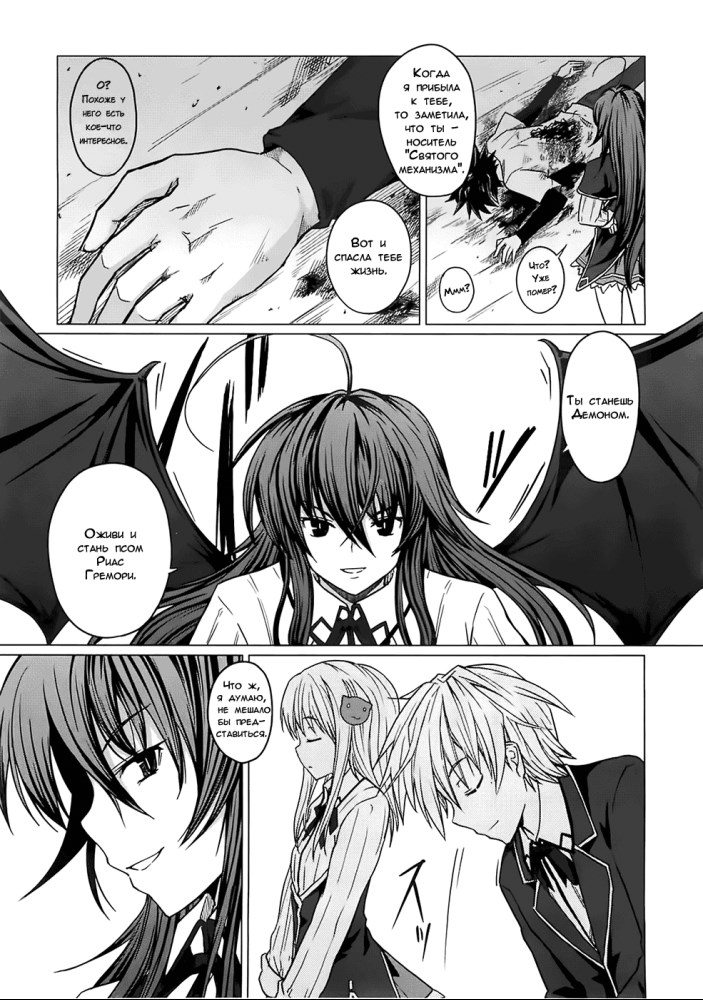 Когда
я прибыла
к тебе,
то заметила,
что ты -
носитель
"Святого
механизма".
Что?
Уже
помер?
Ммм?
О?
Похоже у
него есть
кое-что
интересное.
Вот и
спасла тебе
жизнь.
Ты станешь
Демоном.
Оживи и
стань псом
Риас
Гремори.
Что ж,
я думаю,
не мешало
бы пред-
ставиться.